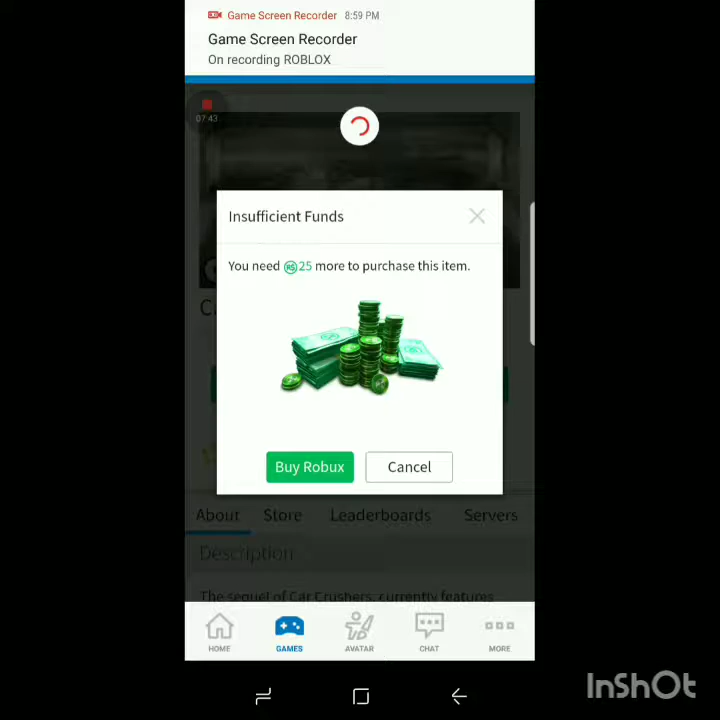 Game Screen Recorder 8:59 PM
Game Screen Recorder
On recording ROBLOX
07:43
Insufficient Funds
You need R$25 more to purchase this item.
Buy Robux Cancel
About Store Leaderboards Servers
Description
The sequel of Car Crushers, currently features
HOME GAMES AVATAR CHAT MORE
InShOt